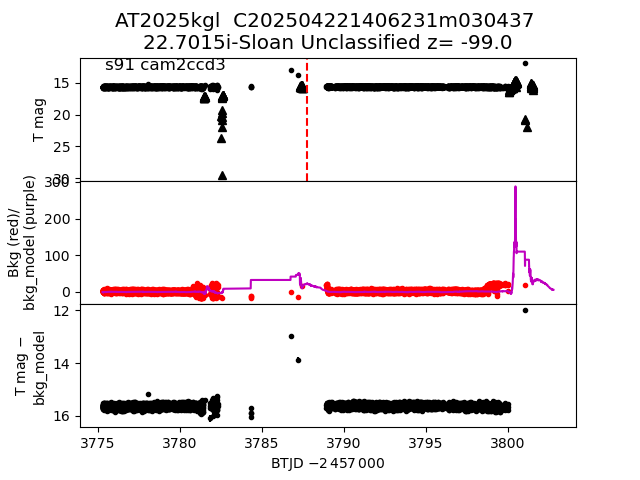 AT2025kgl  C202504221406231m030437
22.7015i-Sloan Unclassified z= -99.0
s91 cam2ccd3
T mag
15
20
25
30
Bkg (red)/
bkg_model (purple)
300
200
100
0
T mag −
bkg_model
12
14
16
3775
3780
3785
3790
3795
3800
BTJD −2 457 000